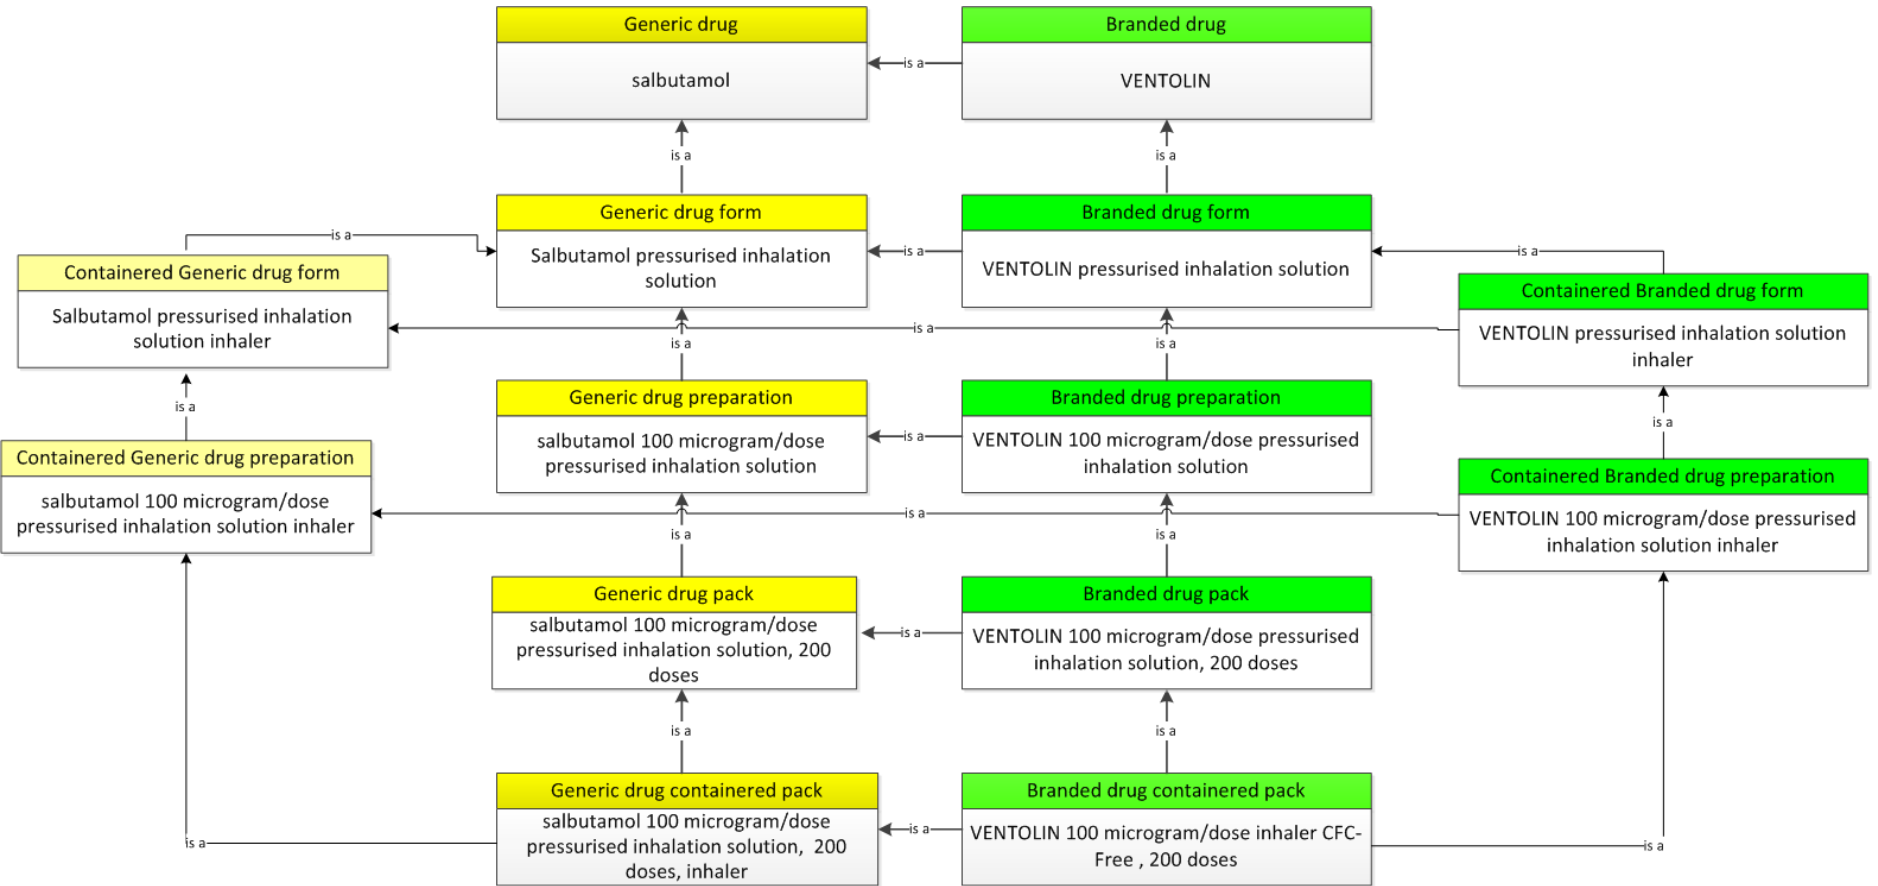 Generic drug
salbutamol
Branded drug
VENTOLIN
is a
is a
is a
Generic drug form
Salbutamol pressurised inhalation
solution
Branded drug form
VENTOLIN pressurised inhalation solution
is a
is a
is a
Containered Generic drug form
Salbutamol pressurised inhalation
solution inhaler
Containered Branded drug form
VENTOLIN pressurised inhalation solution
inhaler
is a
is a
is a
is a
is a
Generic drug preparation
salbutamol 100 microgram/dose
pressurised inhalation solution
Branded drug preparation
VENTOLIN 100 microgram/dose pressurised
inhalation solution
is a
Containered Generic drug preparation
salbutamol 100 microgram/dose
pressurised inhalation solution inhaler
Containered Branded drug preparation
VENTOLIN 100 microgram/dose pressurised
inhalation solution inhaler
is a
is a
is a
is a
Generic drug pack
salbutamol 100 microgram/dose
pressurised inhalation solution, 200
doses
Branded drug pack
VENTOLIN 100 microgram/dose pressurised
inhalation solution, 200 doses
is a
is a
is a
Generic drug containered pack
salbutamol 100 microgram/dose
pressurised inhalation solution,  200
doses, inhaler
Branded drug containered pack
VENTOLIN 100 microgram/dose inhaler CFC-
Free , 200 doses
is a
is a
is a